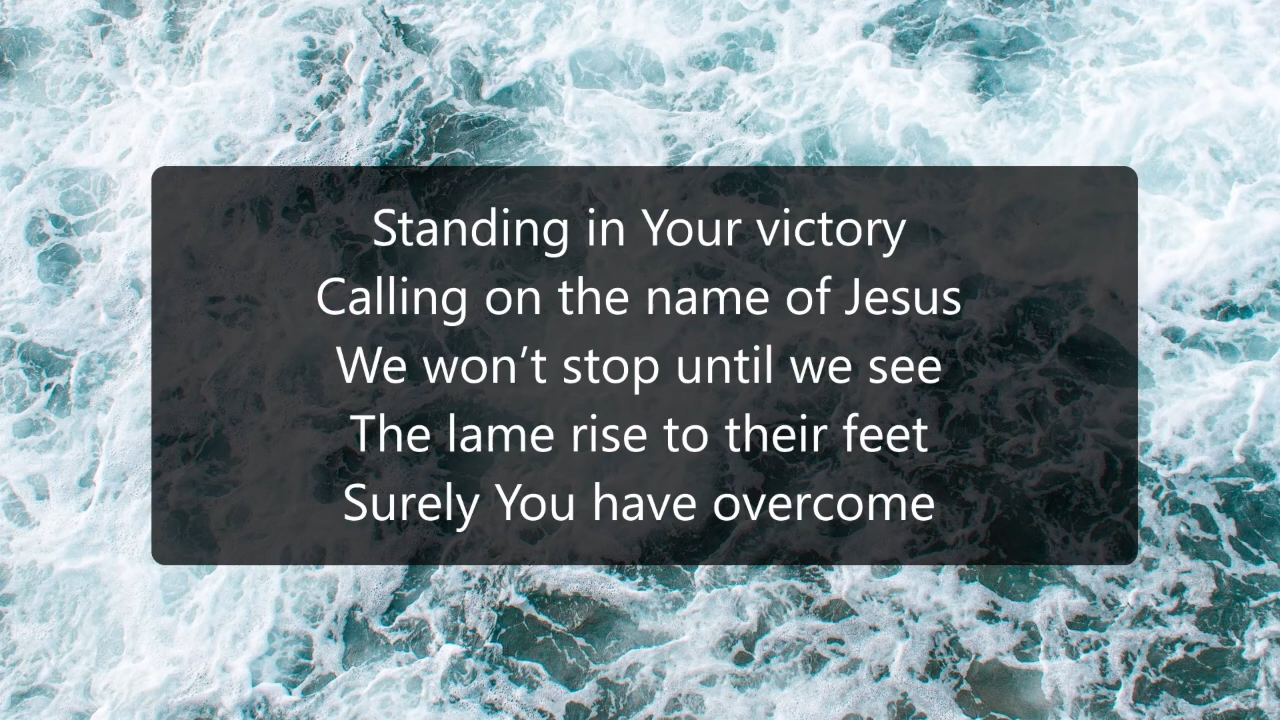 Standing in Your victory
Calling on the name of Jesus
We won’t stop until we see
The lame rise to their feet
Surely You have overcome